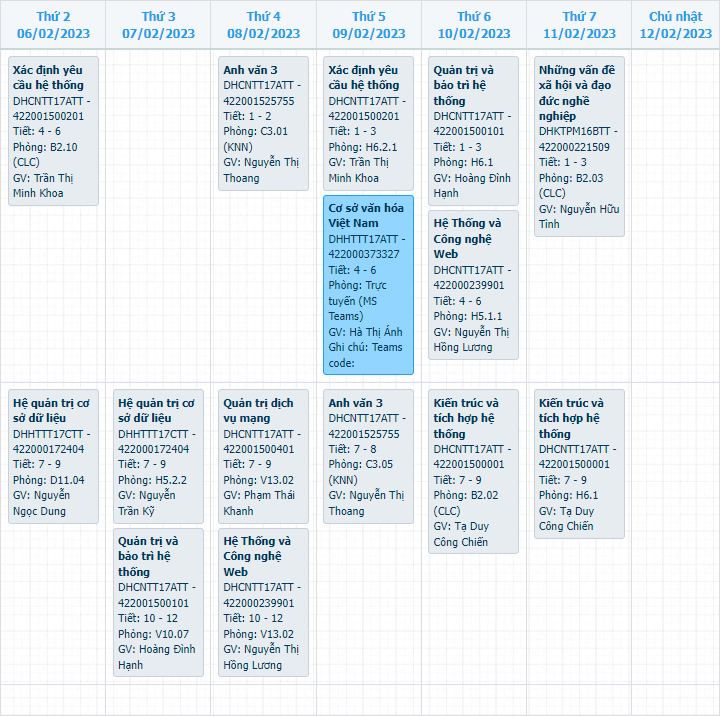 Thứ 2
06/02/2023
Thứ 3
07/02/2023
Thứ 4
08/02/2023
Thứ 5
09/02/2023
Thứ 6
10/02/2023
Thứ 7
11/02/2023
Chủ nhật
12/02/2023
Xác định yêu
cầu hệ thống
DHCNTT17ATT -
422001500201
Tiết: 4 - 6
Phòng: B2.10
(CLC)
GV: Trần Thị
Minh Khoa
Anh văn 3
DHCNTT17ATT -
422001525755
Tiết: 1 - 2
Phòng: C3.01
(KNN)
GV: Nguyễn Thị
Thoang
Xác định yêu
cầu hệ thống
DHCNTT17ATT -
422001500201
Tiết: 1 - 3
Phòng: H6.2.1
GV: Trần Thị
Minh Khoa
Cơ sở văn hóa
Việt Nam
DHHTTT17ATT -
422000373327
Tiết: 4 - 6
Phòng: Trực
tuyến (MS
Teams)
GV: Hà Thị Ánh
Ghi chú: Teams
code:
Quản trị và
bảo trì hệ
thống
DHCNTT17ATT -
422001500101
Tiết: 1 - 3
Phòng: H6.1
GV: Hoàng Đình
Hạnh
Hệ Thống và
Công nghệ
Web
DHCNTT17ATT -
422000239901
Tiết: 4 - 6
Phòng: H5.1.1
GV: Nguyễn Thị
Hồng Lương
Những vấn đề
xã hội và đạo
đức nghề
nghiệp
DHKTPM16BTT -
422000221509
Tiết: 1 - 3
Phòng: B2.03
(CLC)
GV: Nguyễn Hữu
Tình
Hệ quản trị cơ
sở dữ liệu
DHHTTT17CTT -
422000172404
Tiết: 7 - 9
Phòng: D11.04
GV: Nguyễn
Ngọc Dung
Hệ quản trị cơ
sở dữ liệu
DHHTTT17CTT -
422000172404
Tiết: 7 - 9
Phòng: H5.2.2
GV: Nguyễn
Trần Kỹ
Quản trị và
bảo trì hệ
thống
DHCNTT17ATT -
422001500101
Tiết: 10 - 12
Phòng: V10.07
GV: Hoàng Đình
Hạnh
Quản trị dịch
vụ mạng
DHCNTT17ATT -
422001500401
Tiết: 7 - 9
Phòng: V13.02
GV: Phạm Thái
Khanh
Hệ Thống và
Công nghệ
Web
DHCNTT17ATT -
422000239901
Tiết: 10 - 12
Phòng: V13.02
GV: Nguyễn Thị
Hồng Lương
Anh văn 3
DHCNTT17ATT -
422001525755
Tiết: 7 - 8
Phòng: C3.05
(KNN)
GV: Nguyễn Thị
Thoang
Kiến trúc và
tích hợp hệ
thống
DHCNTT17ATT -
422001500001
Tiết: 7 - 9
Phòng: B2.02
(CLC)
GV: Tạ Duy
Công Chiến
Kiến trúc và
tích hợp hệ
thống
DHCNTT17ATT -
422001500001
Tiết: 7 - 9
Phòng: H6.1
GV: Tạ Duy
Công Chiến